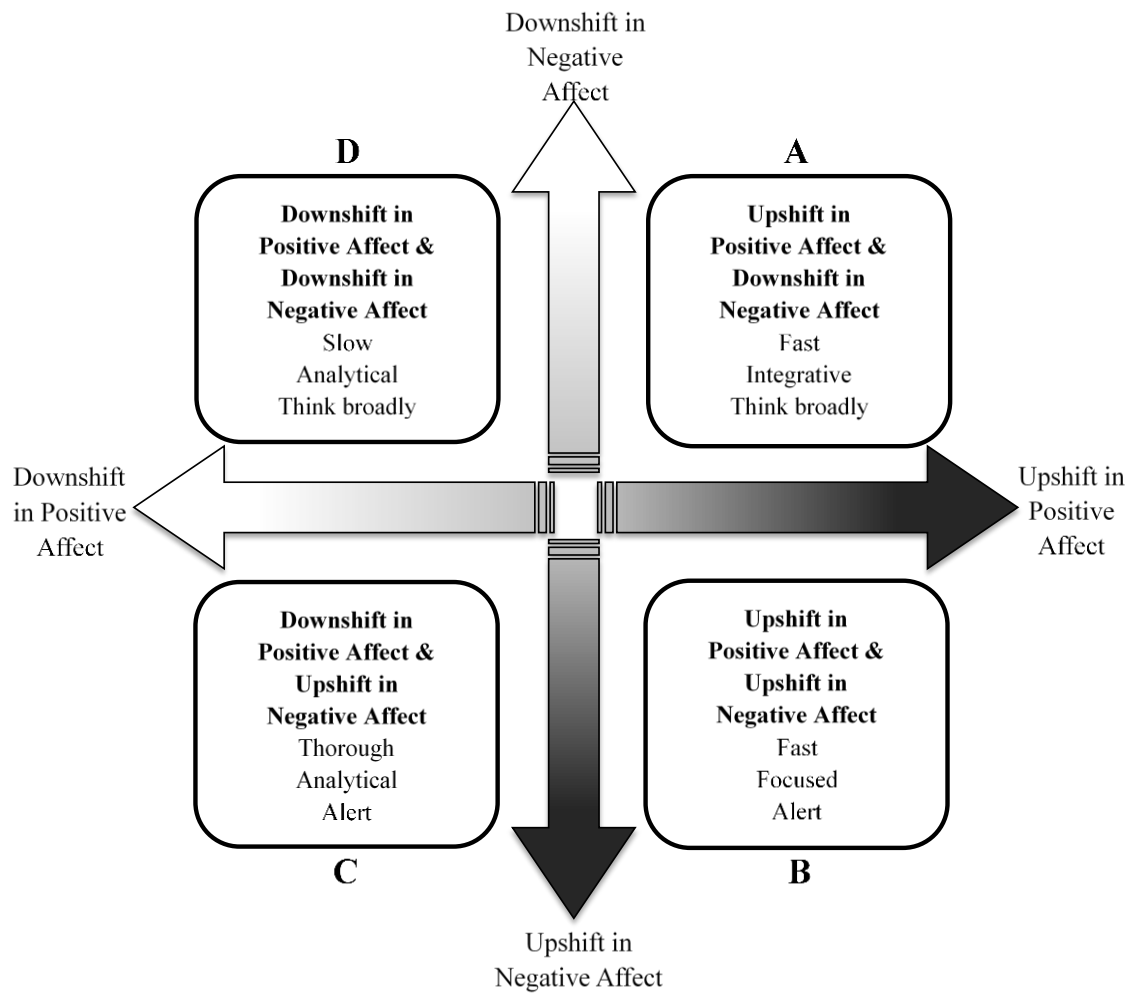 Downshift in
Negative
Affect
D
A
Downshift in
Positive Affect &
Downshift in
Negative Affect
Slow
Analytical
Think broadly
Upshift in
Positive Affect &
Downshift in
Negative Affect
Fast
Integrative
Think broadly
Downshift
in Positive
Affect
Upshift in
Positive
Affect
Downshift in
Positive Affect &
Upshift in
Negative Affect
Thorough
Analytical
Alert
Upshift in
Positive Affect &
Upshift in
Negative Affect
Fast
Focused
Alert
C
B
Upshift in
Negative Affect